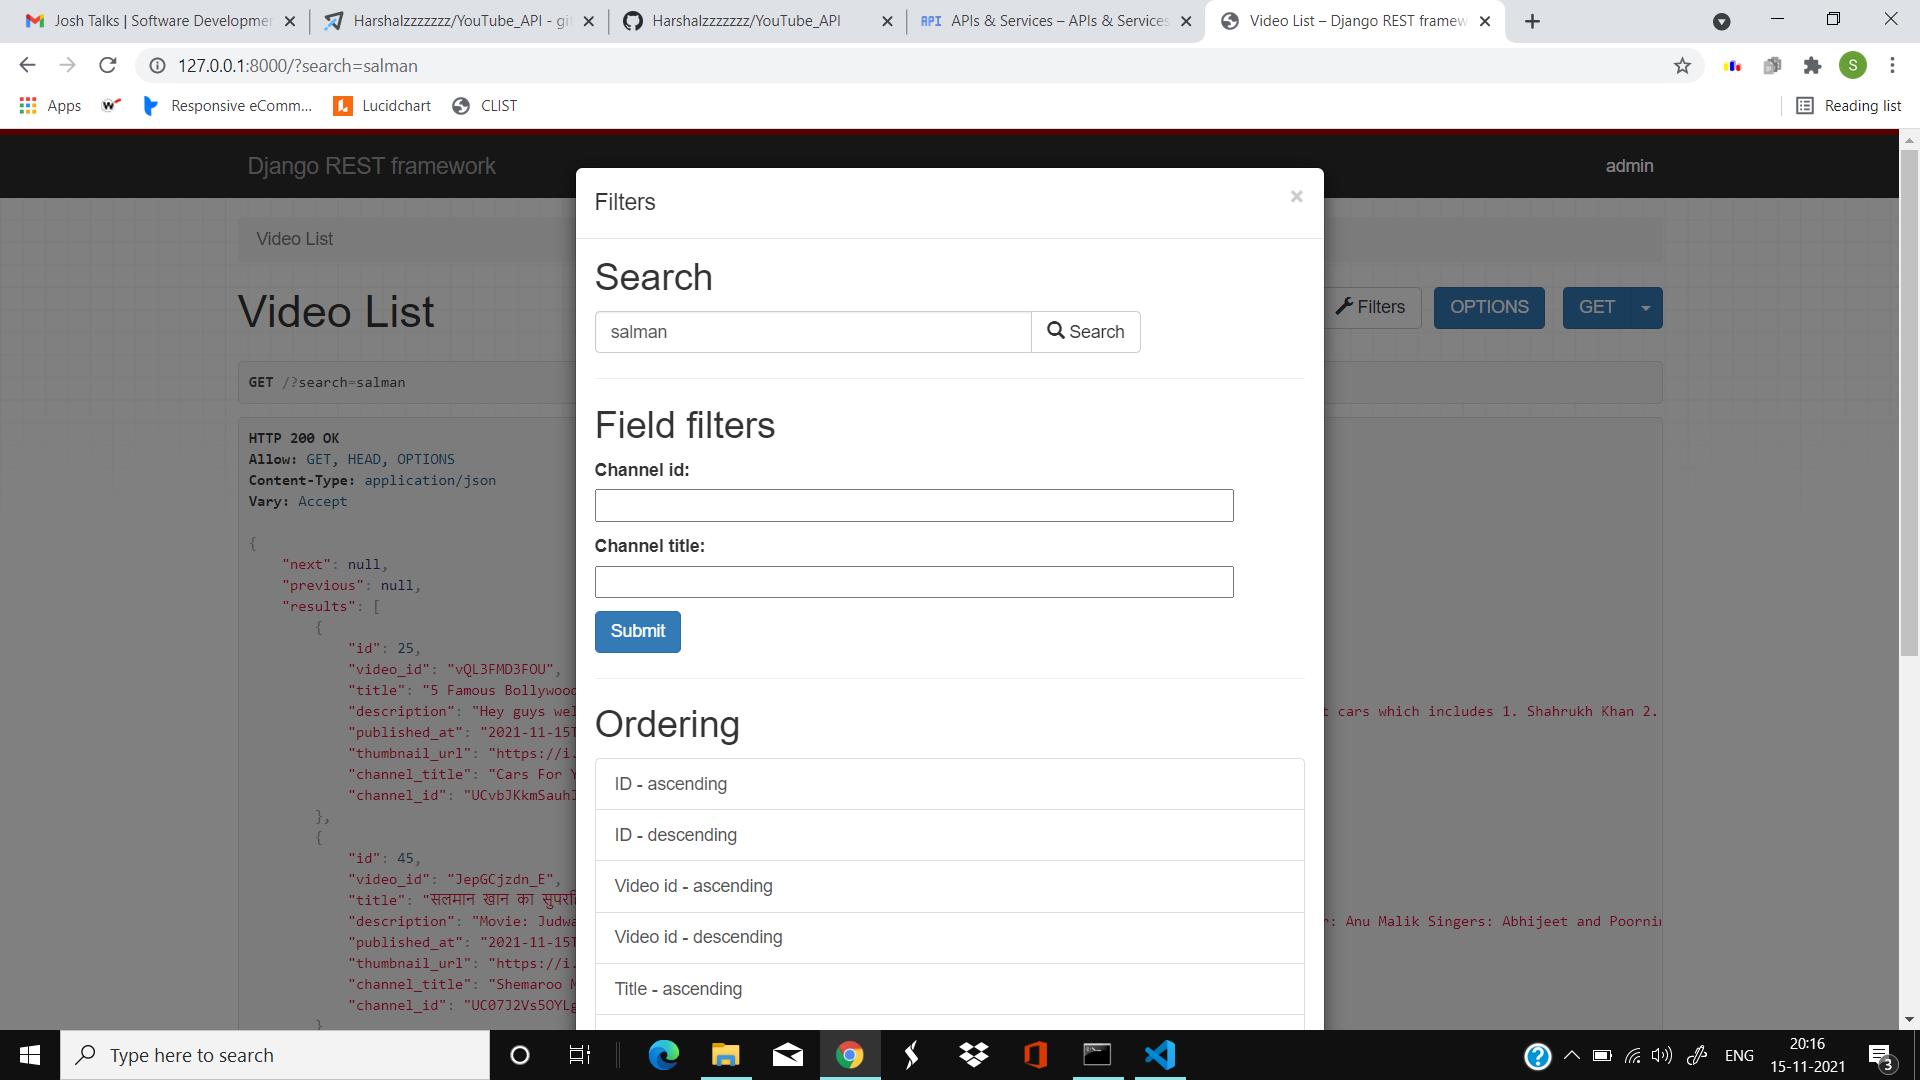 Josh Talks | Software Developmer
Harshalzzzzzzz/YouTube_API - git
Harshalzzzzzzz/YouTube_API
API APIs & Services – APIs & Services
Video List – Django REST framew
127.0.0.1:8000/?search=salman
S
Apps
Responsive eComm...
Lucidchart
CLIST
Reading list
Django REST framework
admin
Video List
Video List
Filters
OPTIONS
GET
GET /?search=salman
HTTP 200 OK
Allow: GET, HEAD, OPTIONS
Content-Type: application/json
Vary: Accept
{
"next": null,
"previous": null,
"results": [
{
"id": 25,
"video_id": "vQL3FMD3FOU",
"title": "5 Famous Bollywood
"description": "Hey guys wel
t cars which includes 1. Shahrukh Khan 2.
"published_at": "2021-11-15T
"thumbnail_url": "https://i.
"channel_title": "Cars For Y
"channel_id": "UCvbJKkmSauhI
},
{
"id": 45,
"video_id": "JepGCjzdn_E",
"title": "सलमान खान का सुपरहि
"description": "Movie: Judwa
r: Anu Malik Singers: Abhijeet and Poorni
"published_at": "2021-11-15T
"thumbnail_url": "https://i.
"channel_title": "Shemaroo M
"channel_id": "UC07J2Vs5OYLg
}
Filters
×
Search
salman
Search
Field filters
Channel id:
Channel title:
Submit
Ordering
ID - ascending
ID - descending
Video id - ascending
Video id - descending
Title - ascending
Type here to search
ENG
20:16
15-11-2021
3